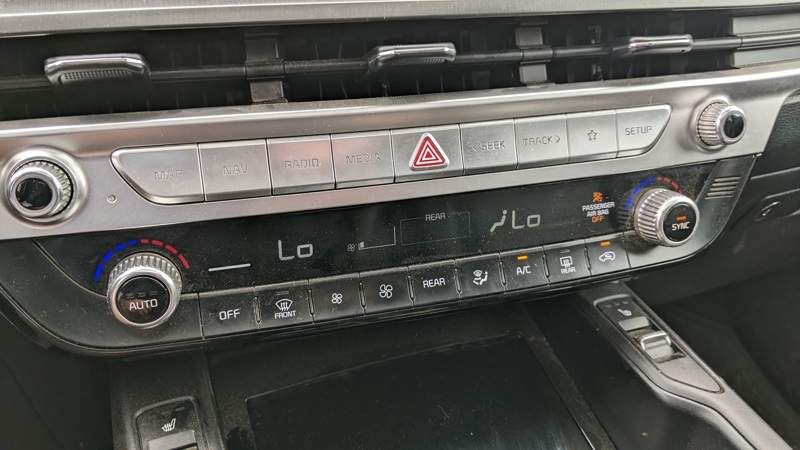 MAP
NAV
RADIO
MEDIA
< SEEK
TRACK >
☆
SETUP
Lo
REAR
Lo
PASSENGER
AIR BAG
OFF
SYNC
AUTO
OFF
FRONT
REAR
A/C
REAR